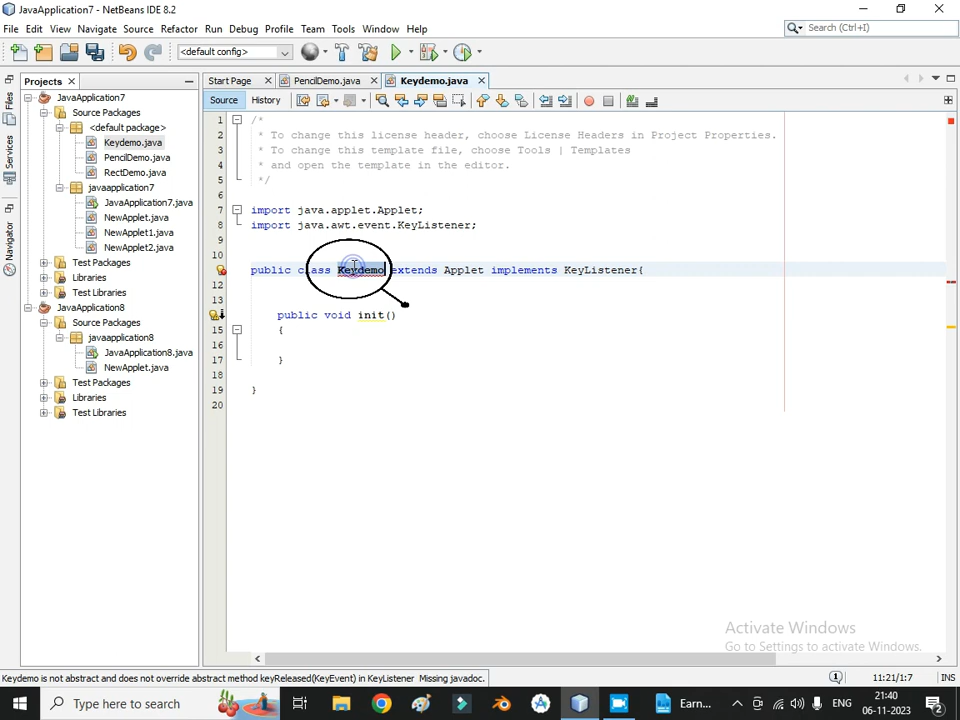 JavaApplication7 - NetBeans IDE 8.2
File Edit View Navigate Source Refactor Run Debug Profile Team Tools Window Help
Search (Ctrl+I)
<default config>
Projects
Start Page
PencilDemo.java
Keydemo.java
Source
History
Files
Services
Navigator
JavaApplication7
Source Packages
<default package>
Keydemo.java
PencilDemo.java
RectDemo.java
javaapplication7
JavaApplication7.java
NewApplet.java
NewApplet1.java
NewApplet2.java
Test Packages
Libraries
Test Libraries
JavaApplication8
Source Packages
javaapplication8
JavaApplication8.java
NewApplet.java
Test Packages
Libraries
Test Libraries
1 /*
2 * To change this license header, choose License Headers in Project Properties.
3 * To change this template file, choose Tools | Templates
4 * and open the template in the editor.
5 */
6
7 import java.applet.Applet;
8 import java.awt.event.KeyListener;
9
10
public class Keydemo extends Applet implements KeyListener{
12
13
public void init()
15 {
16
17 }
18
19 }
20
Activate Windows
Go to Settings to activate Windows.
Keydemo is not abstract and does not override abstract method keyReleased(KeyEvent) in KeyListener Missing javadoc.
1
11:21/1:7
INS
Type here to search
Earn...
ENG
21:40
06-11-2023
2